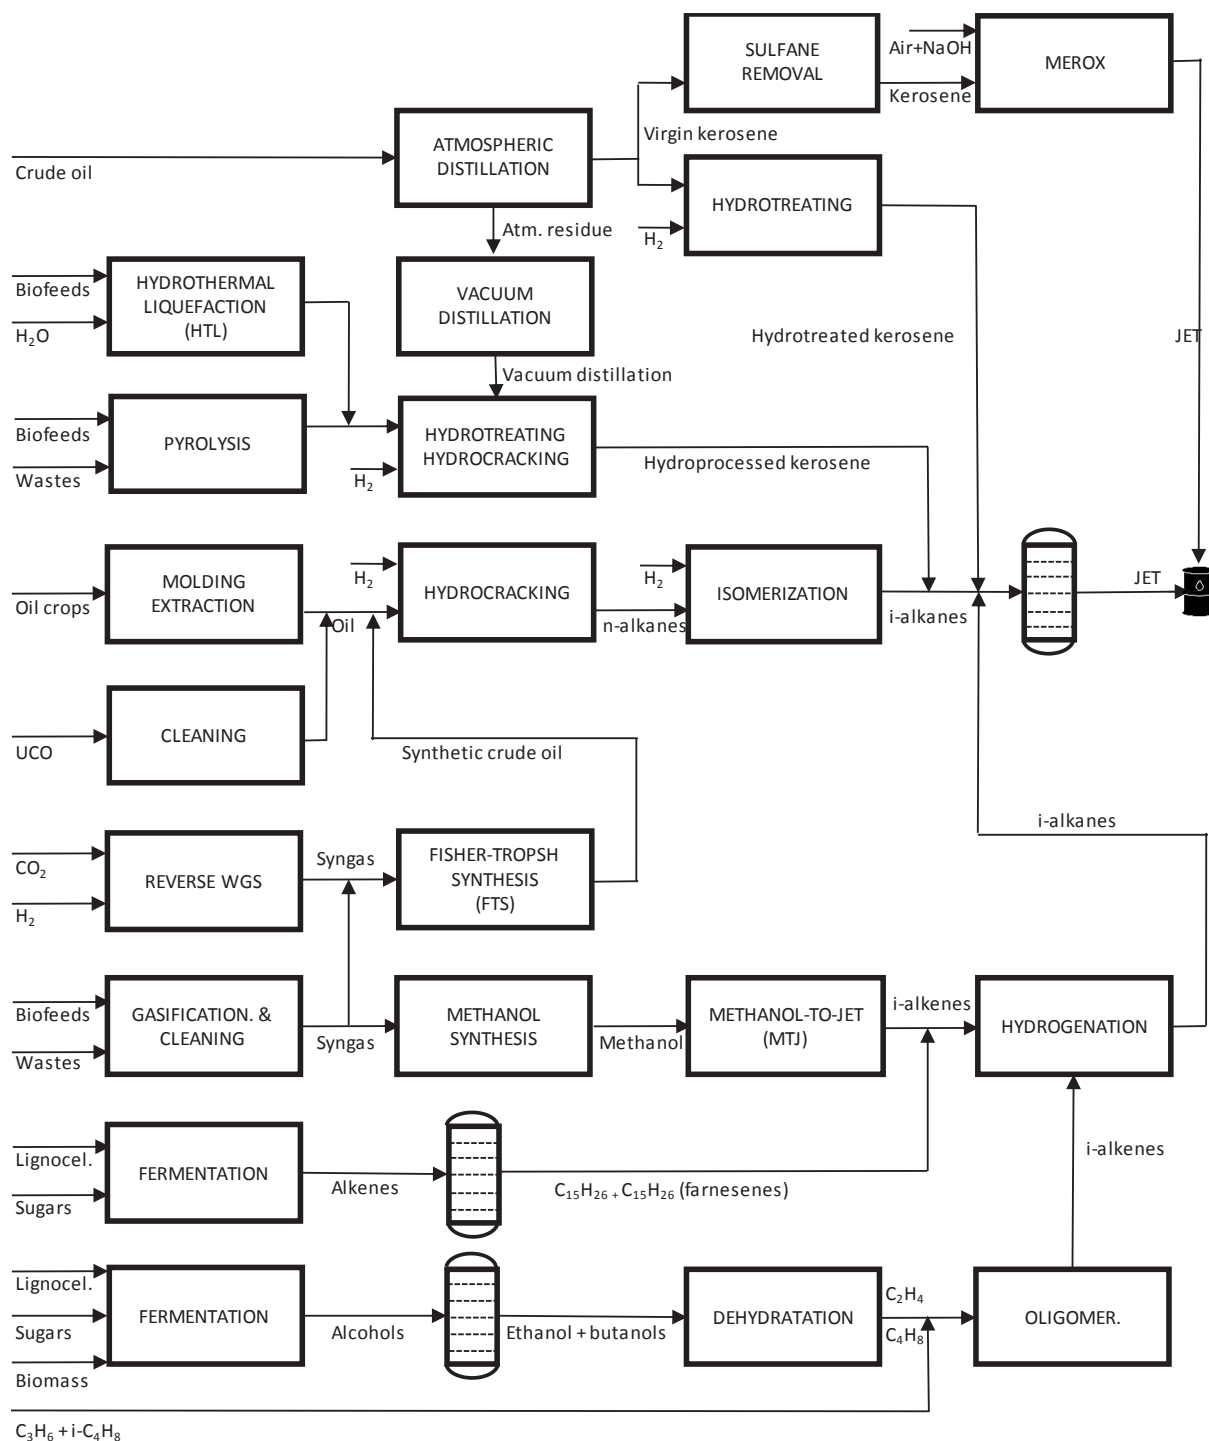 SULFANE
REMOVAL
Air+NaOH
Kerosene
MEROX
Virgin kerosene
ATMOSPHERIC
DISTILLATION
Crude oil
HYDROTREATING
H₂
Atm. residue
Biofeeds
H₂O
HYDROTHERMAL
LIQUEFACTION
(HTL)
VACUUM
DISTILLATION
Hydrotreated kerosene
JET
Vacuum distillation
Biofeeds
Wastes
PYROLYSIS
H₂
HYDROTREATING
HYDROCRACKING
Hydroprocessed kerosene
Oil crops
MOLDING
EXTRACTION
Oil
H₂
HYDROCRACKING
H₂
n-alkanes
ISOMERIZATION
i-alkanes
JET
UCO
CLEANING
Synthetic crude oil
i-alkanes
CO₂
H₂
REVERSE WGS
Syngas
FISHER-TROPSH
SYNTHESIS
(FTS)
Biofeeds
Wastes
GASIFICATION. &
CLEANING
Syngas
METHANOL
SYNTHESIS
Methanol
METHANOL-TO-JET
(MTJ)
i-alkenes
HYDROGENATION
Lignocel.
Sugars
FERMENTATION
Alkenes
C₁₅H₂₆ + C₁₅H₂₆ (farnesenes)
i-alkenes
Lignocel.
Sugars
Biomass
FERMENTATION
Alcohols
Ethanol + butanols
DEHYDRATATION
C₂H₄
C₄H₈
OLIGOMER.
C₃H₆ + i-C₄H₈